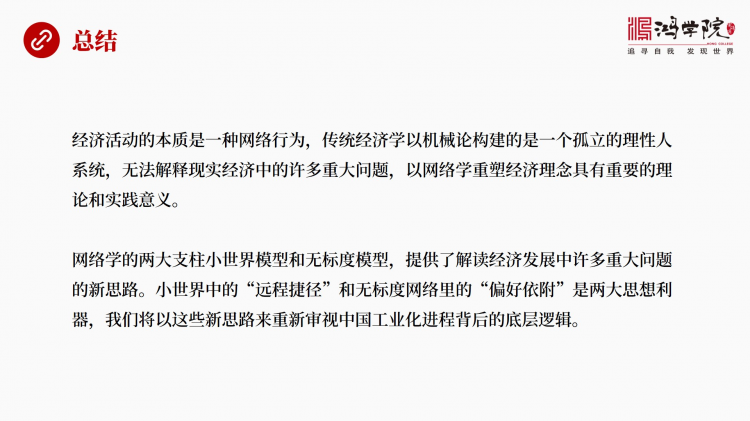 总结
鸿学院
HONG COLLEGE
追寻自我 发现世界
经济活动的本质是一种网络行为，传统经济学以机械论构建的是一个孤立的理性人
系统，无法解释现实经济中的许多重大问题，以网络学重塑经济理念具有重要的理
论和实践意义。
网络学的两大支柱小世界模型和无标度模型，提供了解读经济发展中许多重大问题
的新思路。小世界中的“远程捷径”和无标度网络里的“偏好依附”是两大思想利
器，我们将以这些新思路来重新审视中国工业化进程背后的底层逻辑。